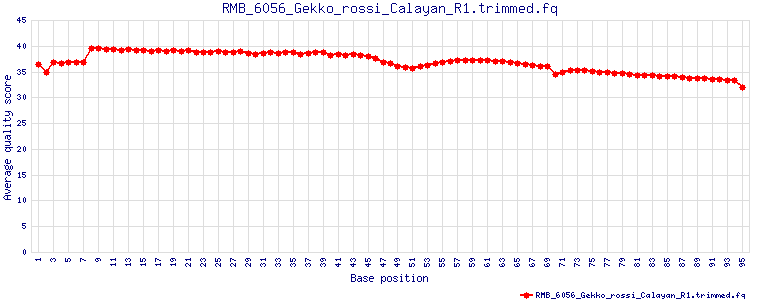 RMB_6056_Gekko_rossi_Calayan_R1.trimmed.fq
45
40
35
30
25
20
15
10
5
0
Average quality score
1 3 5 7 9 11 13 15 17 19 21 23 25 27 29 31 33 35 37 39 41 43 45 47 49 51 53 55 57 59 61 63 65 67 69 71 73 75 77 79 81 83 85 87 89 91 93 95
Base position
RMB_6056_Gekko_rossi_Calayan_R1.trimmed.fq